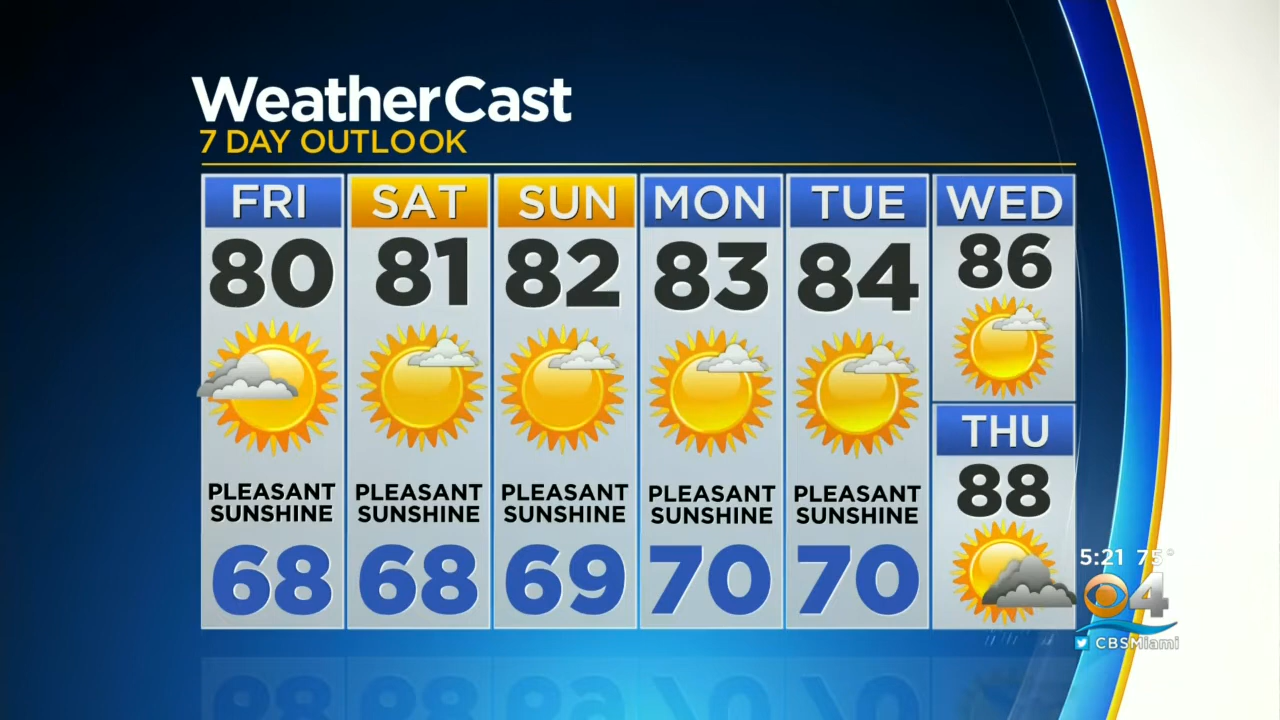 WeatherCast
7 DAY OUTLOOK
FRI
80
PLEASANT
SUNSHINE
68
SAT
81
PLEASANT
SUNSHINE
68
SUN
82
PLEASANT
SUNSHINE
69
MON
83
PLEASANT
SUNSHINE
70
TUE
84
PLEASANT
SUNSHINE
70
WED
86
THU
88
5:21 75°
4
CBSMiami